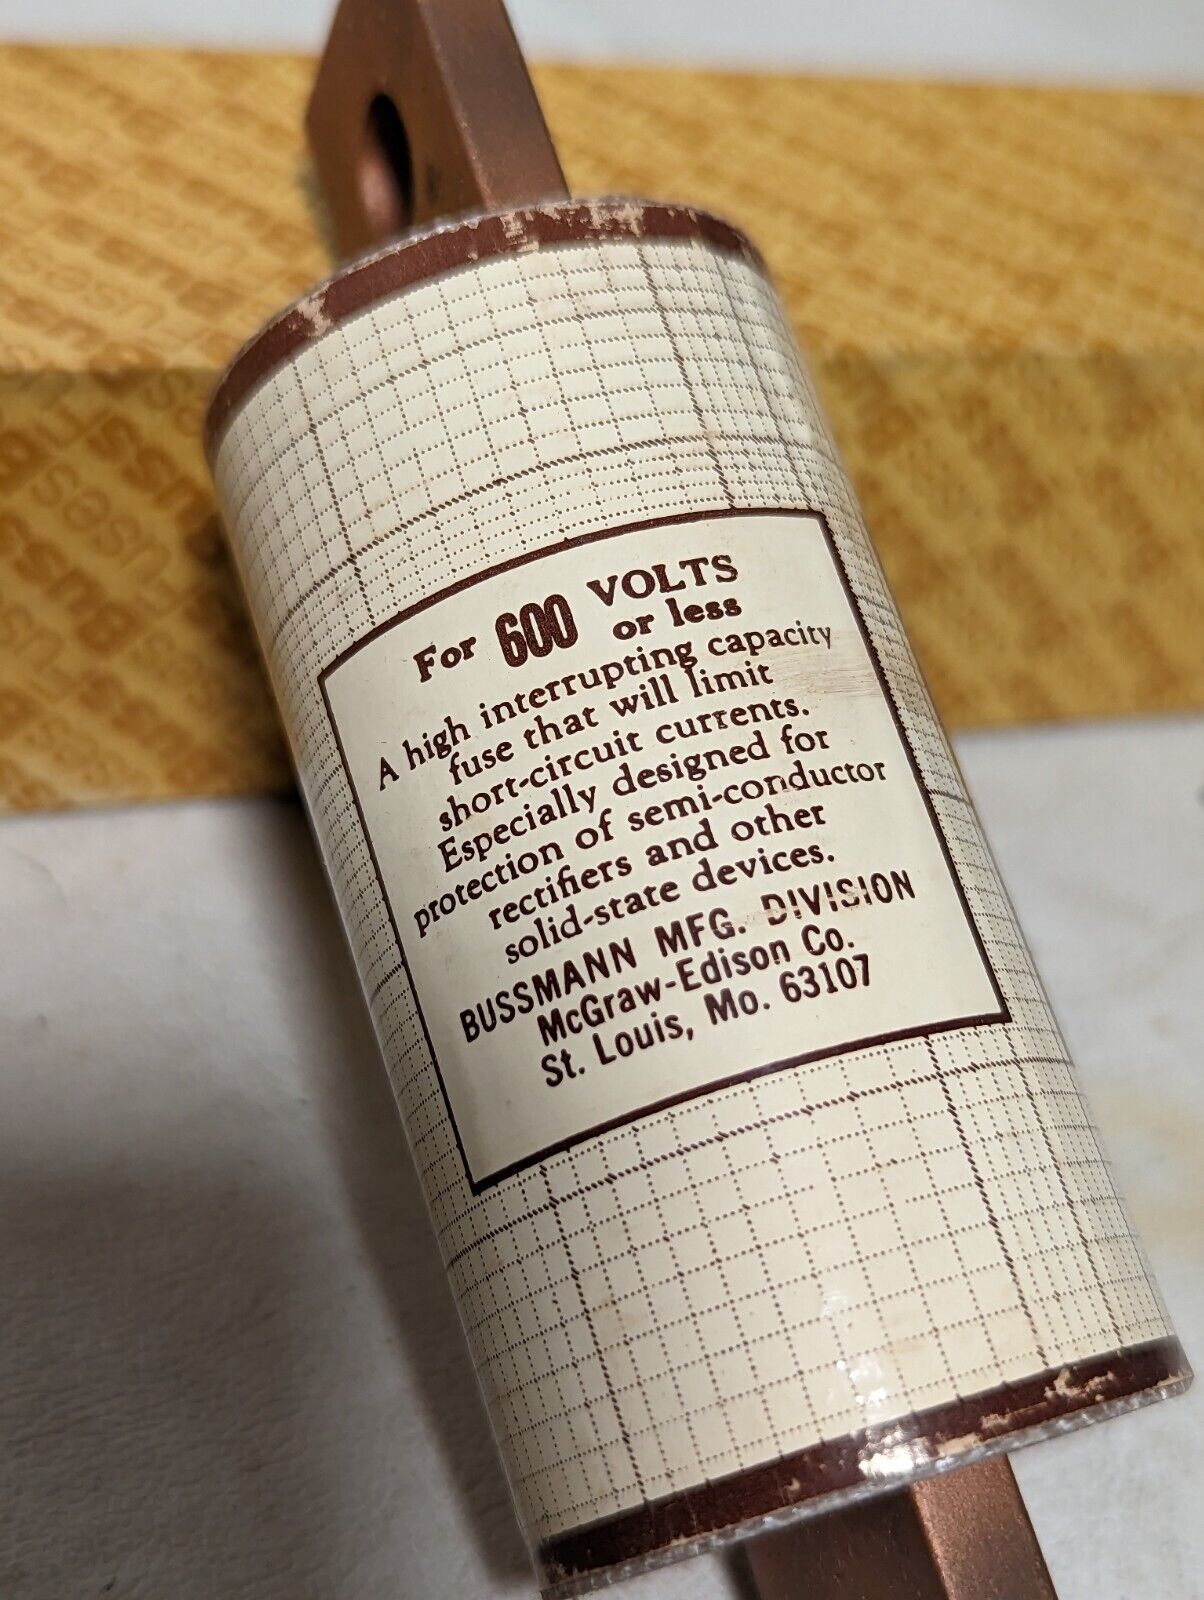 For 600 VOLTS
or less
A high interrupting capacity
fuse that will limit
short-circuit currents.
Especially designed for
protection of semi-conductor
rectifiers and other
solid-state devices.
BUSSMANN MFG. DIVISION
McGraw-Edison Co.
St. Louis, Mo. 63107